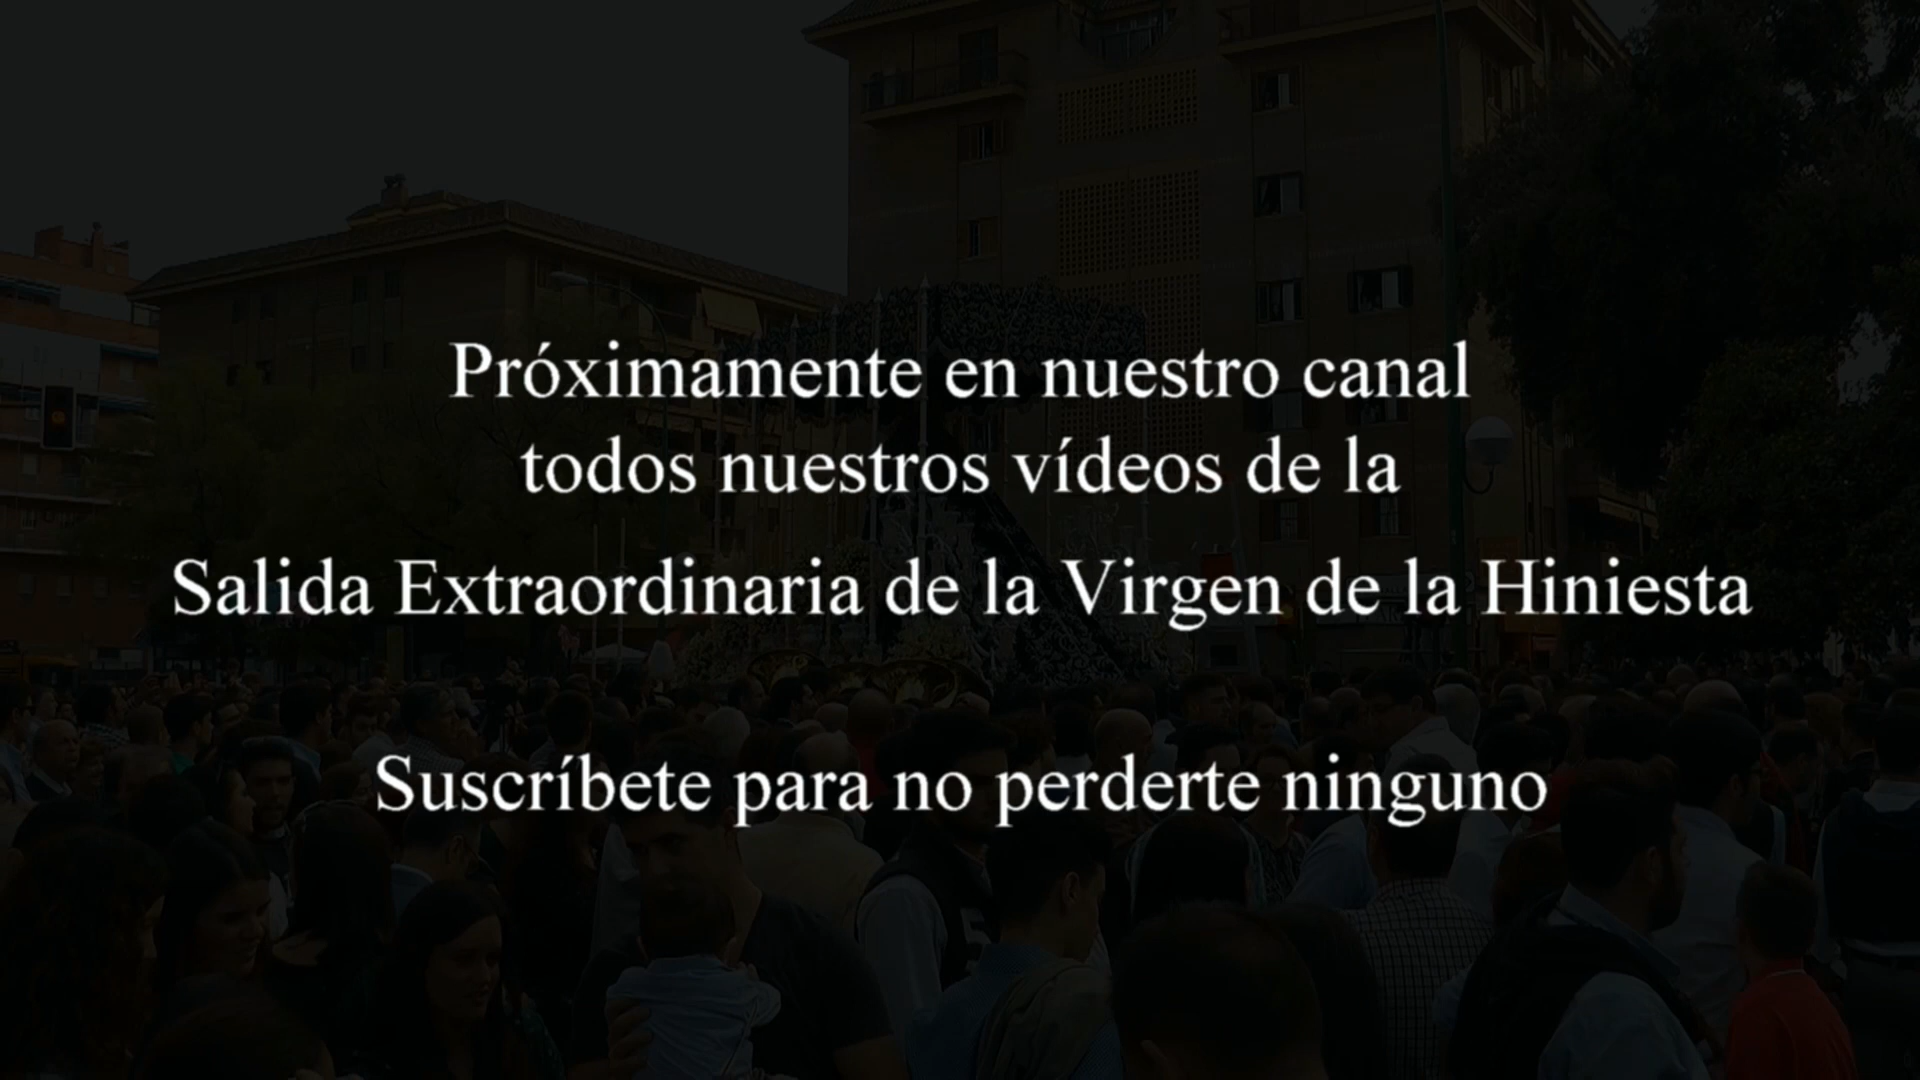 Próximamente en nuestro canal
todos nuestros vídeos de la
Salida Extraordinaria de la Virgen de la Hiniesta
Suscríbete para no perderte ninguno